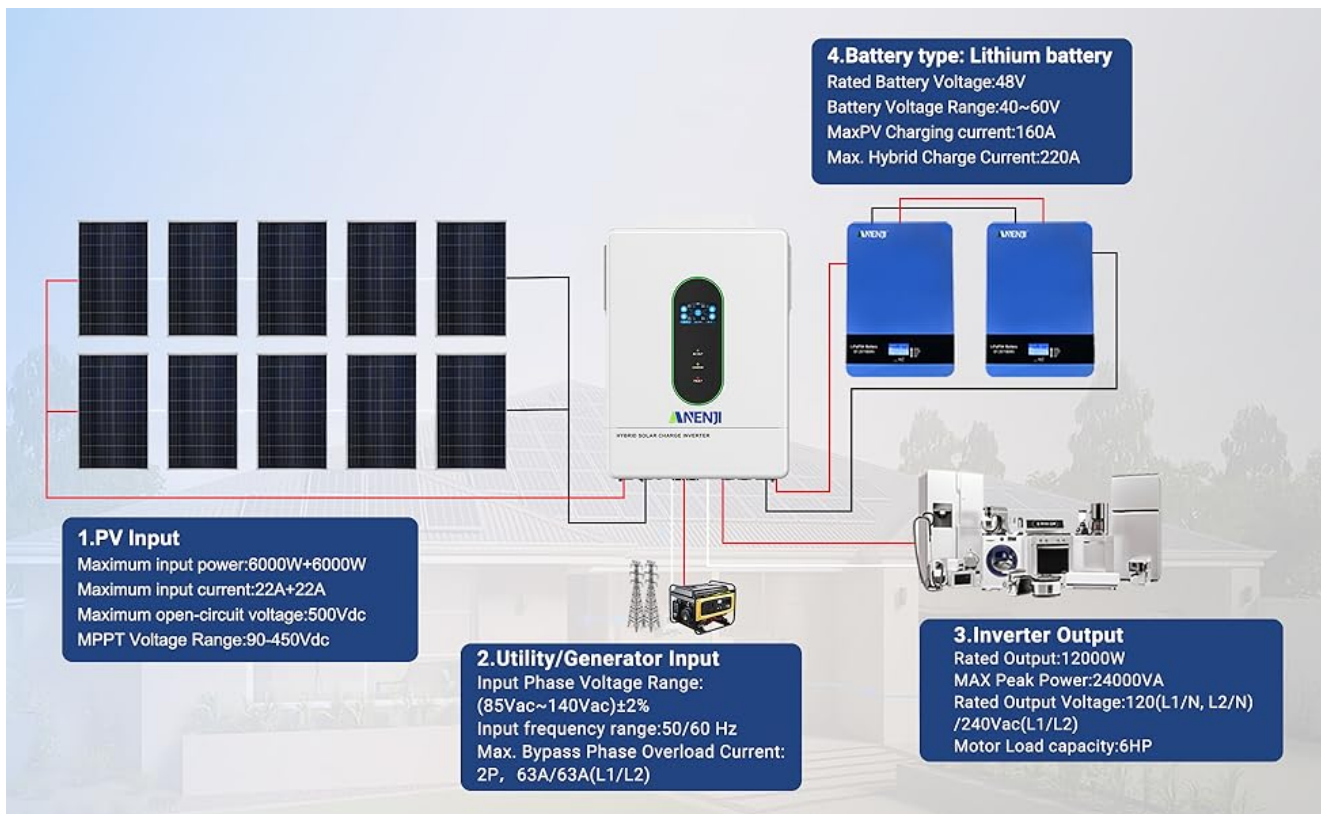 4.Battery type: Lithium battery
Rated Battery Voltage:48V
Battery Voltage Range:40~60V
MaxPV Charging current:160A
Max. Hybrid Charge Current:220A
ANENJI
ANENJI
ANENJI
HYBRID SOLAR CHARGE INVERTER
1.PV Input
Maximum input power:6000W+6000W
Maximum input current:22A+22A
Maximum open-circuit voltage:500Vdc
MPPT Voltage Range:90-450Vdc
2.Utility/Generator Input
Input Phase Voltage Range:
(85Vac~140Vac)±2%
Input frequency range:50/60 Hz
Max. Bypass Phase Overload Current:
2P, 63A/63A(L1/L2)
3.Inverter Output
Rated Output:12000W
MAX Peak Power:24000VA
Rated Output Voltage:120(L1/N, L2/N)
/240Vac(L1/L2)
Motor Load capacity:6HP